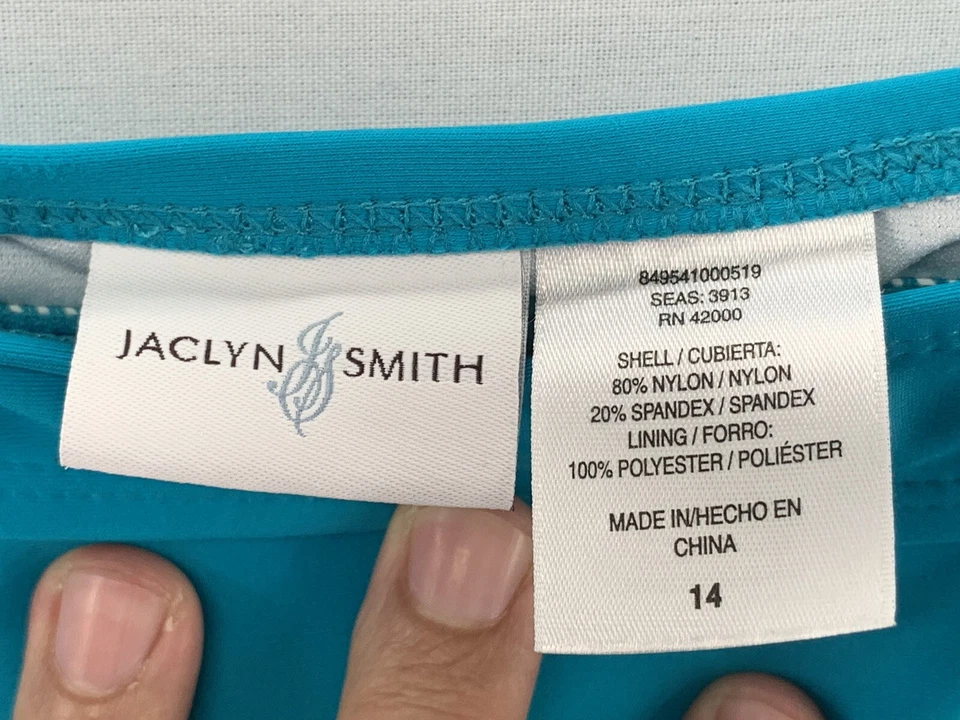 JACLYN JS SMITH
849541000519
SEAS: 3913
RN 42000
SHELL / CUBIERTA:
80% NYLON / NYLON
20% SPANDEX / SPANDEX
LINING / FORRO:
100% POLYESTER / POLIÉSTER
MADE IN/HECHO EN
CHINA
14